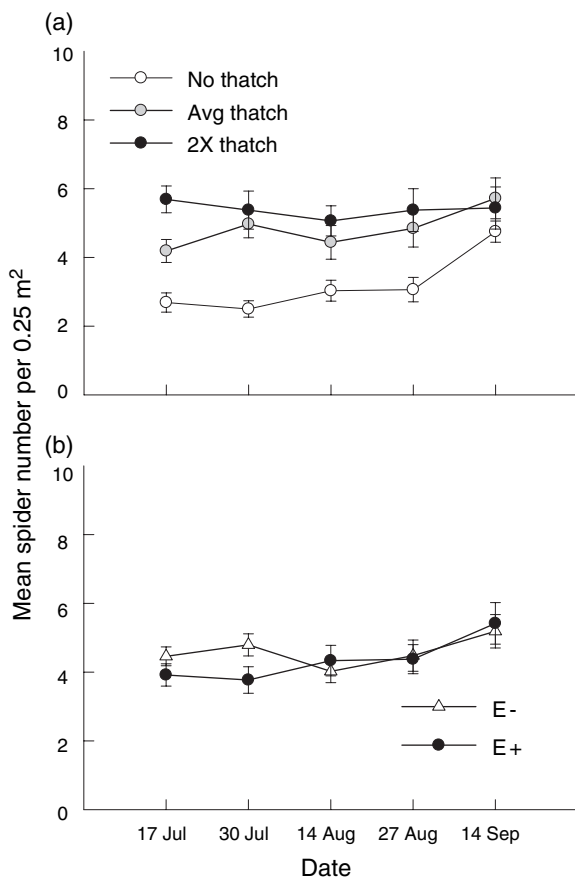 (a)
10
No thatch
Avg thatch
8
2X thatch
6
4
2
0
Mean spider number per 0.25 m²
(b)
10
8
6
4
E-
E+
2
0
17 Jul 30 Jul 14 Aug 27 Aug 14 Sep
Date